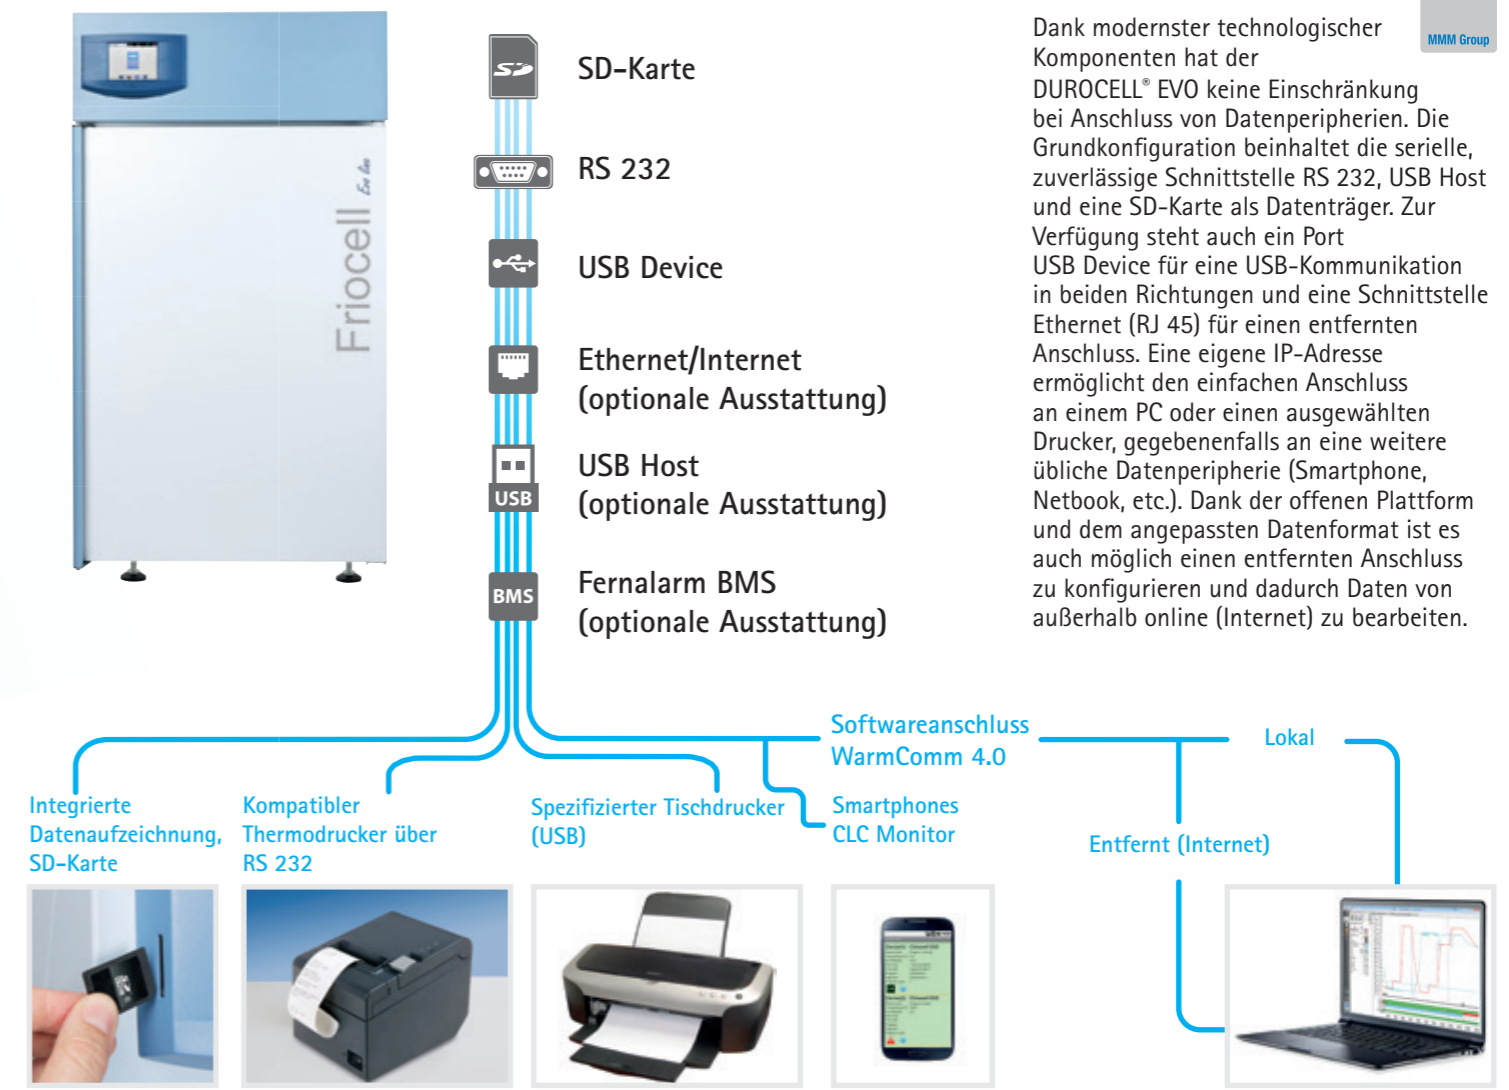 Friocell Evo line
SD-Karte
RS 232
USB Device
Ethernet/Internet
(optionale Ausstattung)
USB
USB Host
(optionale Ausstattung)
BMS
Fernalarm BMS
(optionale Ausstattung)
MMM Group
Dank modernster technologischer
Komponenten hat der
DUROCELL® EVO keine Einschränkung
bei Anschluss von Datenperipherien. Die
Grundkonfiguration beinhaltet die serielle,
zuverlässige Schnittstelle RS 232, USB Host
und eine SD-Karte als Datenträger. Zur
Verfügung steht auch ein Port
USB Device für eine USB-Kommunikation
in beiden Richtungen und eine Schnittstelle
Ethernet (RJ 45) für einen entfernten
Anschluss. Eine eigene IP-Adresse
ermöglicht den einfachen Anschluss
an einem PC oder einen ausgewählten
Drucker, gegebenenfalls an eine weitere
übliche Datenperipherie (Smartphone,
Netbook, etc.). Dank der offenen Plattform
und dem angepassten Datenformat ist es
auch möglich einen entfernten Anschluss
zu konfigurieren und dadurch Daten von
außerhalb online (Internet) zu bearbeiten.
Softwareanschluss
WarmComm 4.0
Lokal
Integrierte
Datenaufzeichnung,
SD-Karte
Kompatibler
Thermodrucker über
RS 232
Spezifizierter Tischdrucker
(USB)
Smartphones
CLC Monitor
Entfernt (Internet)